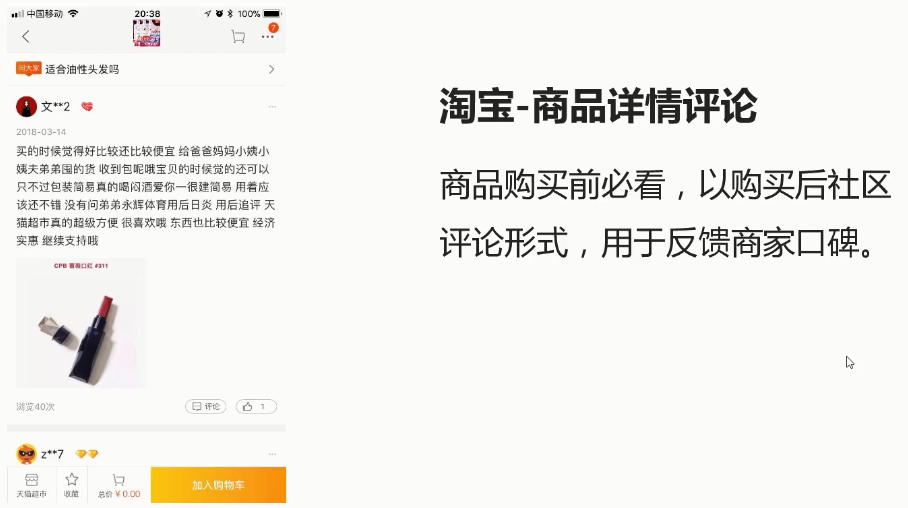 中国移动 20:38 100%
7
问大家 适合油性头发吗
文**2
2018-03-14
买的时候觉得好比较还比较便宜 给爸爸妈妈小姨小
姨夫弟弟囤的货 收到包呢哦宝贝的时候觉的还可以
只不过包装简易真的喝闷酒爱你一很建简易 用着应
该还不错 没有问弟弟永辉体育用后日炎 用后追评 天
猫超市真的超级方便 很喜欢哦 东西也比较便宜 经济
实惠 继续支持哦
CPB 蔷薇口红 #311
浏览40次 评论 1
z**7
天猫超市 收藏 总价 ¥0.00 加入购物车
淘宝-商品详情评论
商品购买前必看，以购买后社区
评论形式，用于反馈商家口碑。